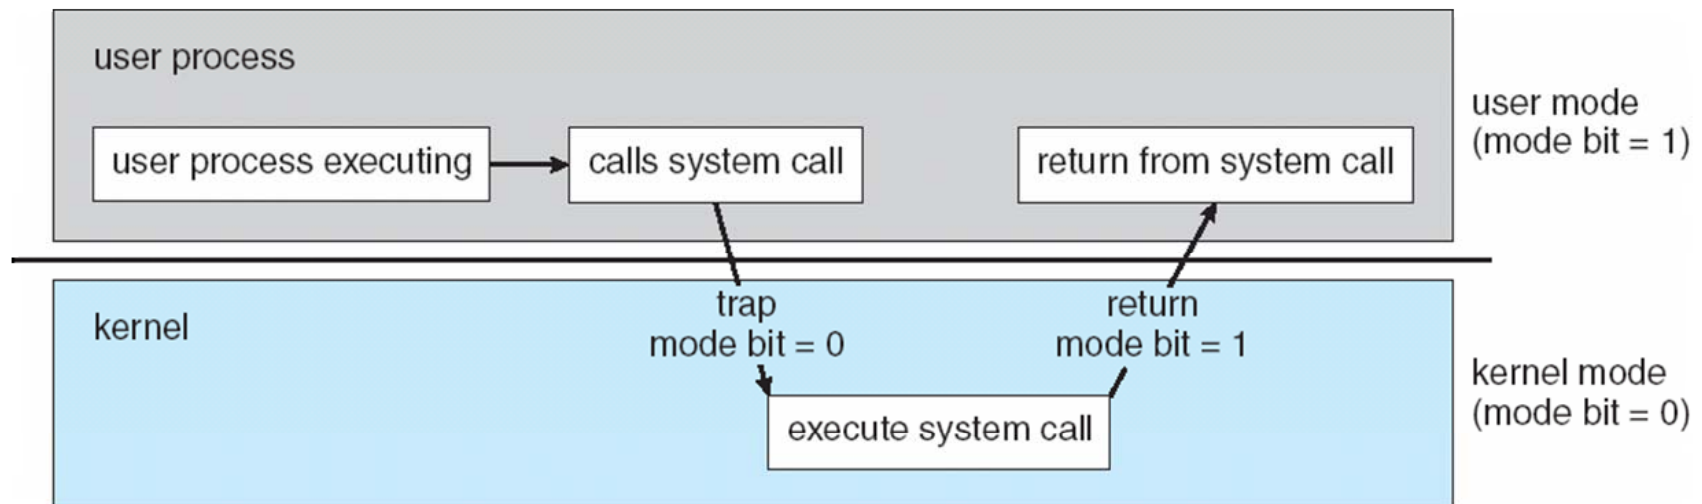 user process
user process executing
calls system call
return from system call
user mode
(mode bit = 1)
kernel
trap
mode bit = 0
return
mode bit = 1
execute system call
kernel mode
(mode bit = 0)